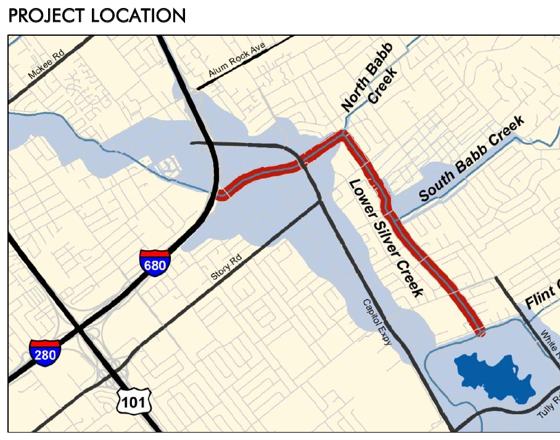 PROJECT LOCATION
Mckee Rd
Alum Rock Ave
North Babb
Creek
South Babb Creek
Lower Silver Creek
680
Story Rd
Capitol Expy
Flint
280
101
Tully